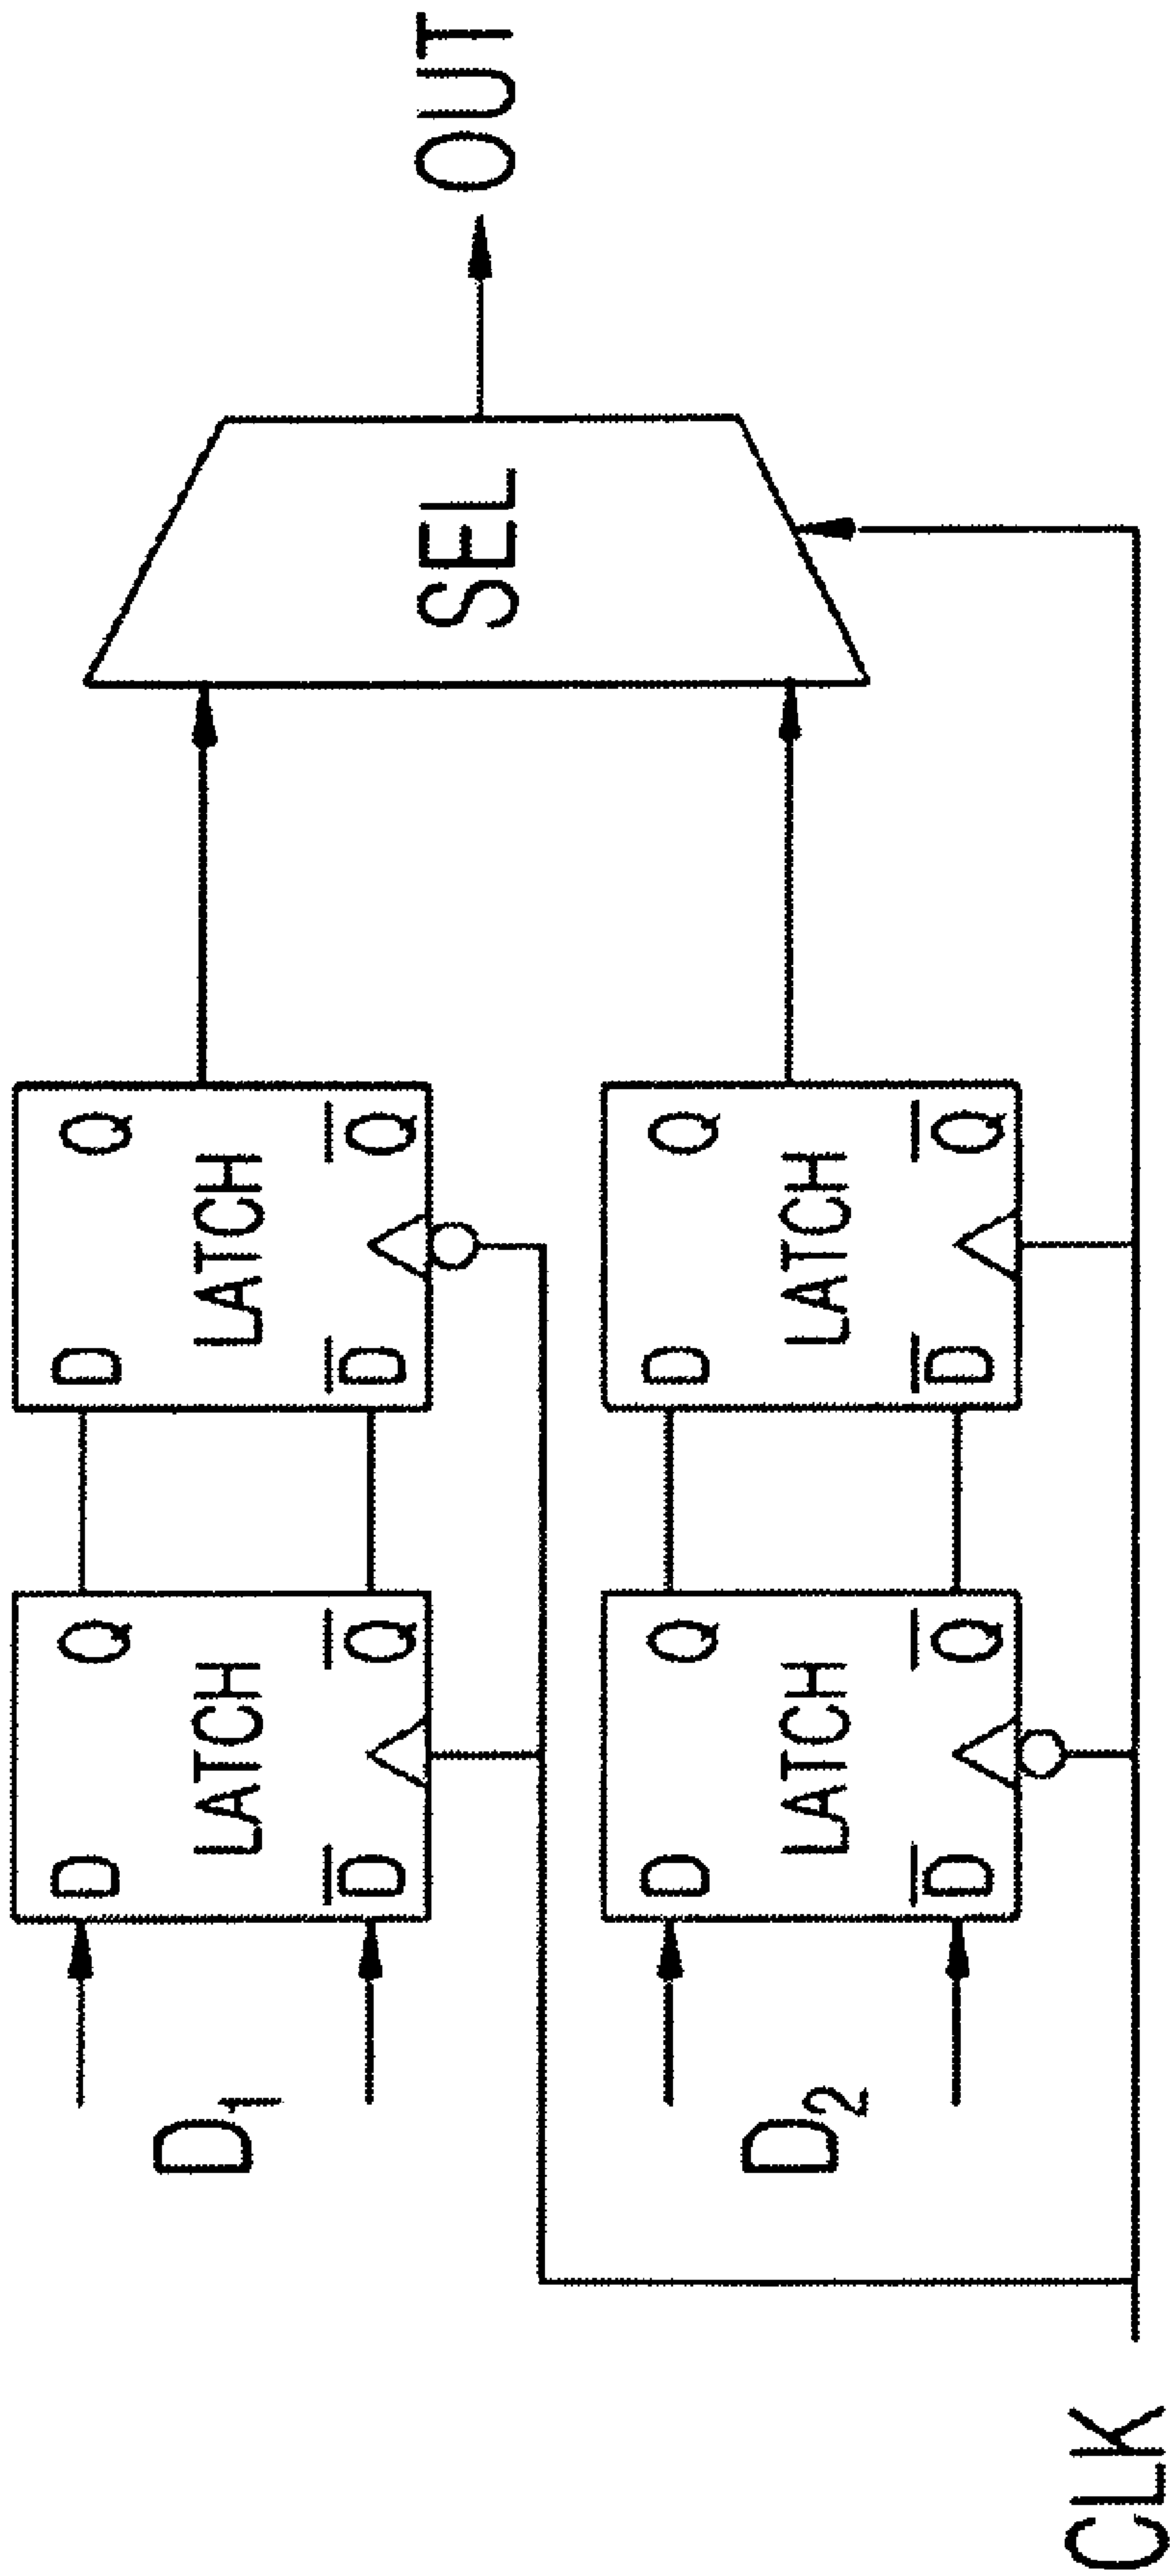 D₁
D Q
LATCH
D̅ Q̅
D Q
LATCH
D̅ Q̅
D₂
D Q
LATCH
D̅ Q̅
D Q
LATCH
D̅ Q̅
SEL
OUT
CLK